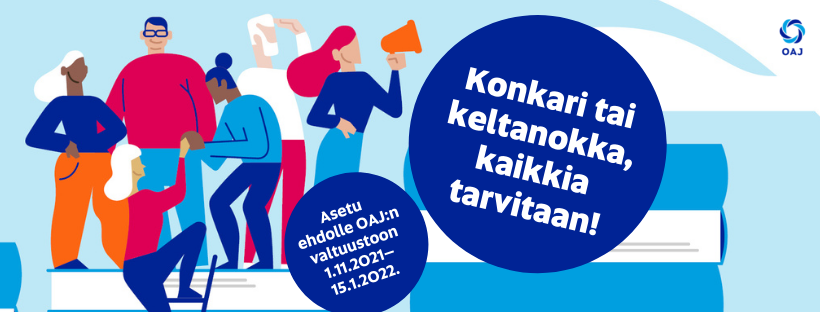 OAJ
Konkari tai
keltanokka,
kaikkia
tarvitaan!
Asetu
ehdolle OAJ:n
valtuustoon
1.11.2021–
15.1.2022.